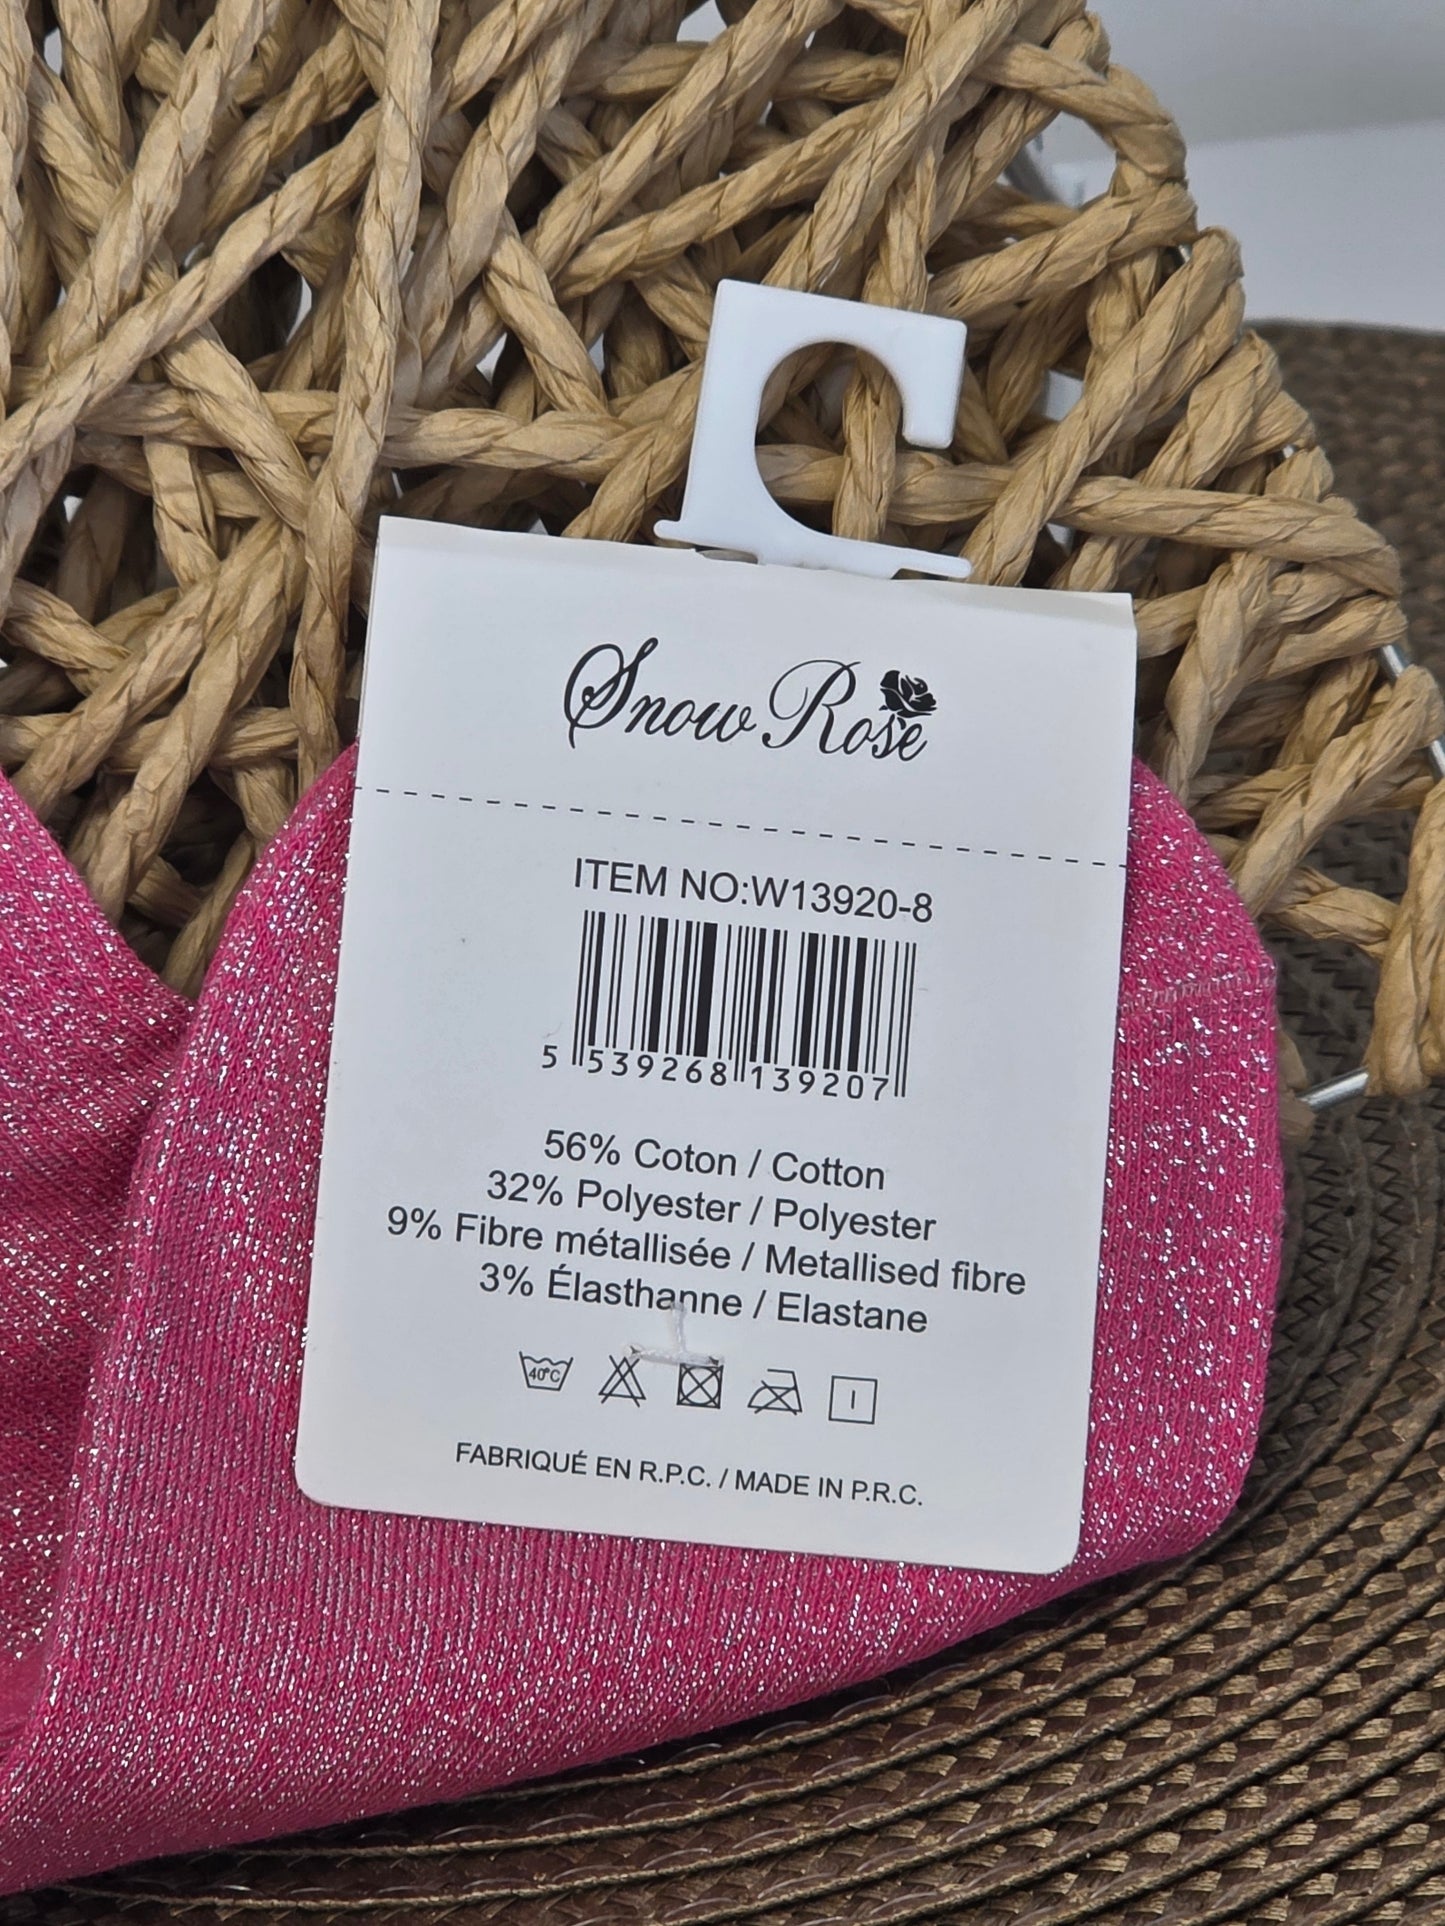 Snow Rose
ITEM NO:W13920-8
5 539268 139207
56% Coton / Cotton
32% Polyester / Polyester
9% Fibre métallisée / Metallised fibre
3% Élasthanne / Elastane
40°C
FABRIQUÉ EN R.P.C. / MADE IN P.R.C.